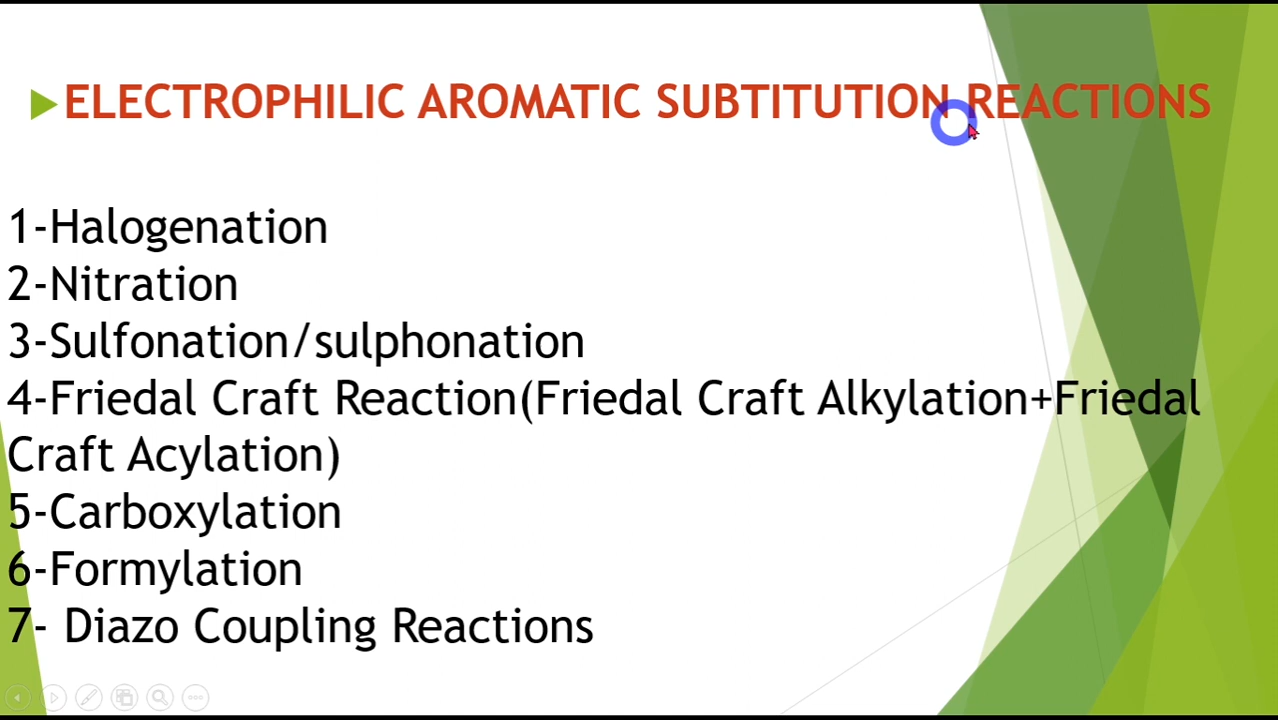 ELECTROPHILIC AROMATIC SUBTITUTION REACTIONS
1-Halogenation
2-Nitration
3-Sulfonation/sulphonation
4-Friedal Craft Reaction(Friedal Craft Alkylation+Friedal
Craft Acylation)
5-Carboxylation
6-Formylation
7- Diazo Coupling Reactions